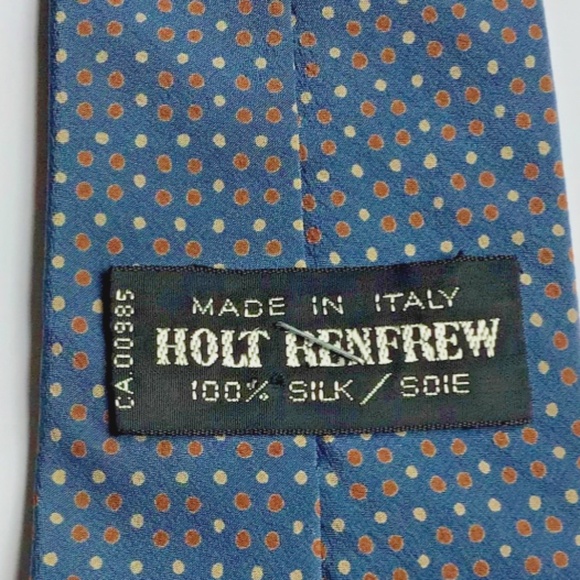 MADE IN ITALY
HOLT RENFREW
100% SILK / SOIE
CA.00985